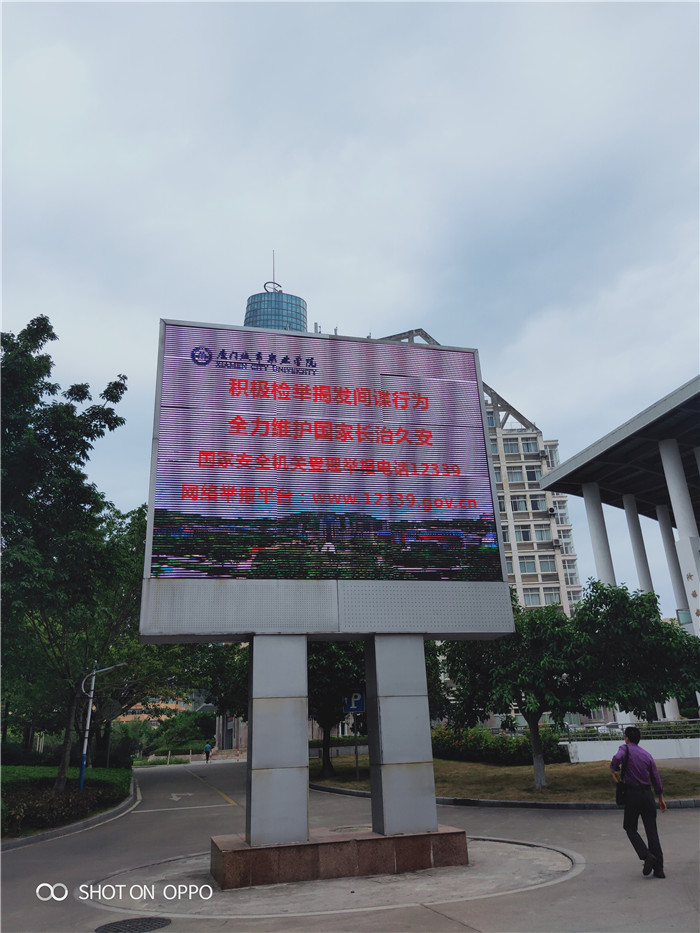 厦门城市职业学院
XIAMEN CITY UNIVERSITY
积极检举揭发间谍行为
全力维护国家长治久安
国家安全机关受理举报电话12339
网络举报平台：www.12339.gov.cn
P
SHOT ON OPPO